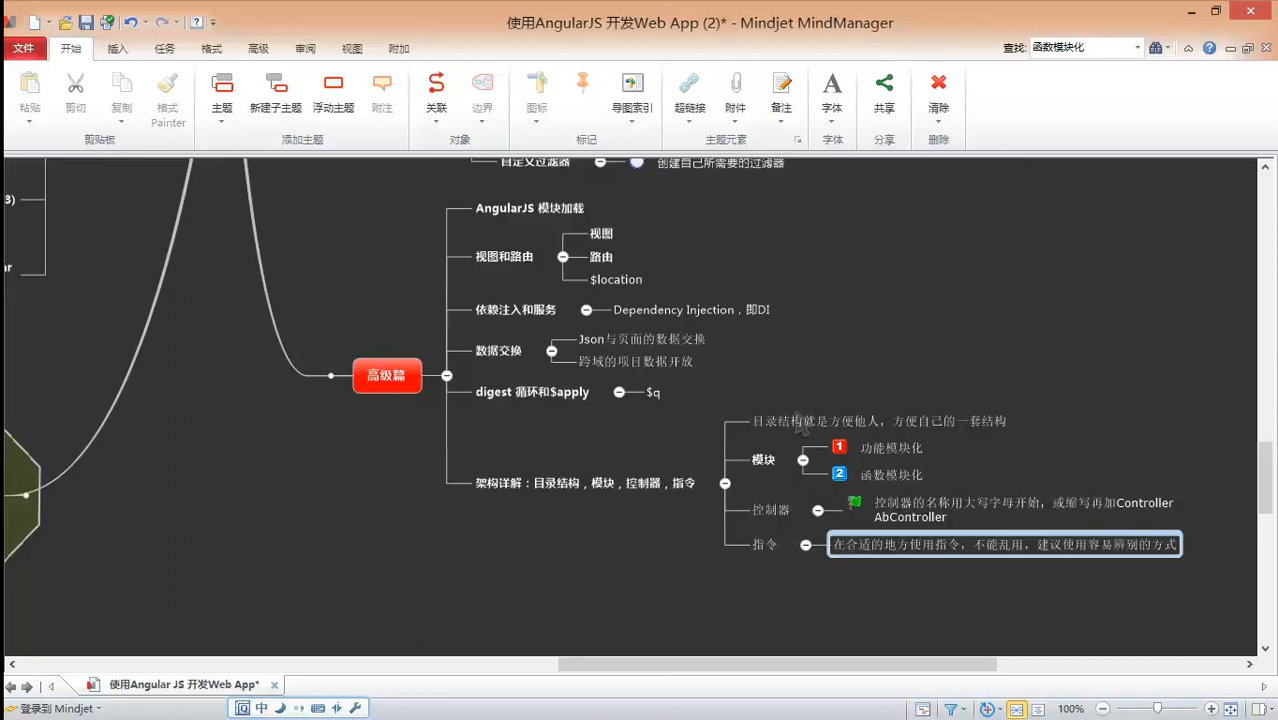 使用AngularJS 开发Web App (2)* - Mindjet MindManager
文件 开始 插入 任务 格式 高级 审阅 视图 附加
查找: 函数模块化
粘贴 剪切 复制 格式 Painter
主题 新建子主题 浮动主题 附注
关联 边界
图标 导图索引
超链接 附件 备注
字体 共享 清除
剪贴板 添加主题 对象 标记 主题元素 字体 分享 删除
自定义过滤器 创建自己所需要的过滤器
3)
ar
高级篇
AngularJS 模块加载
视图和路由
视图
路由
$location
依赖注入和服务 Dependency Injection，即DI
数据交换
Json与页面的数据交换
跨域的项目数据开放
digest 循环和$apply $q
架构详解：目录结构，模块，控制器，指令
目录结构就是方便他人，方便自己的一套结构
模块
1 功能模块化
2 函数模块化
控制器
控制器的名称用大写字母开始，或缩写再加Controller
AbController
指令 在合适的地方使用指令，不能乱用，建议使用容易辨别的方式
使用Angular JS 开发Web App*
登录到 Mindjet
中
100%